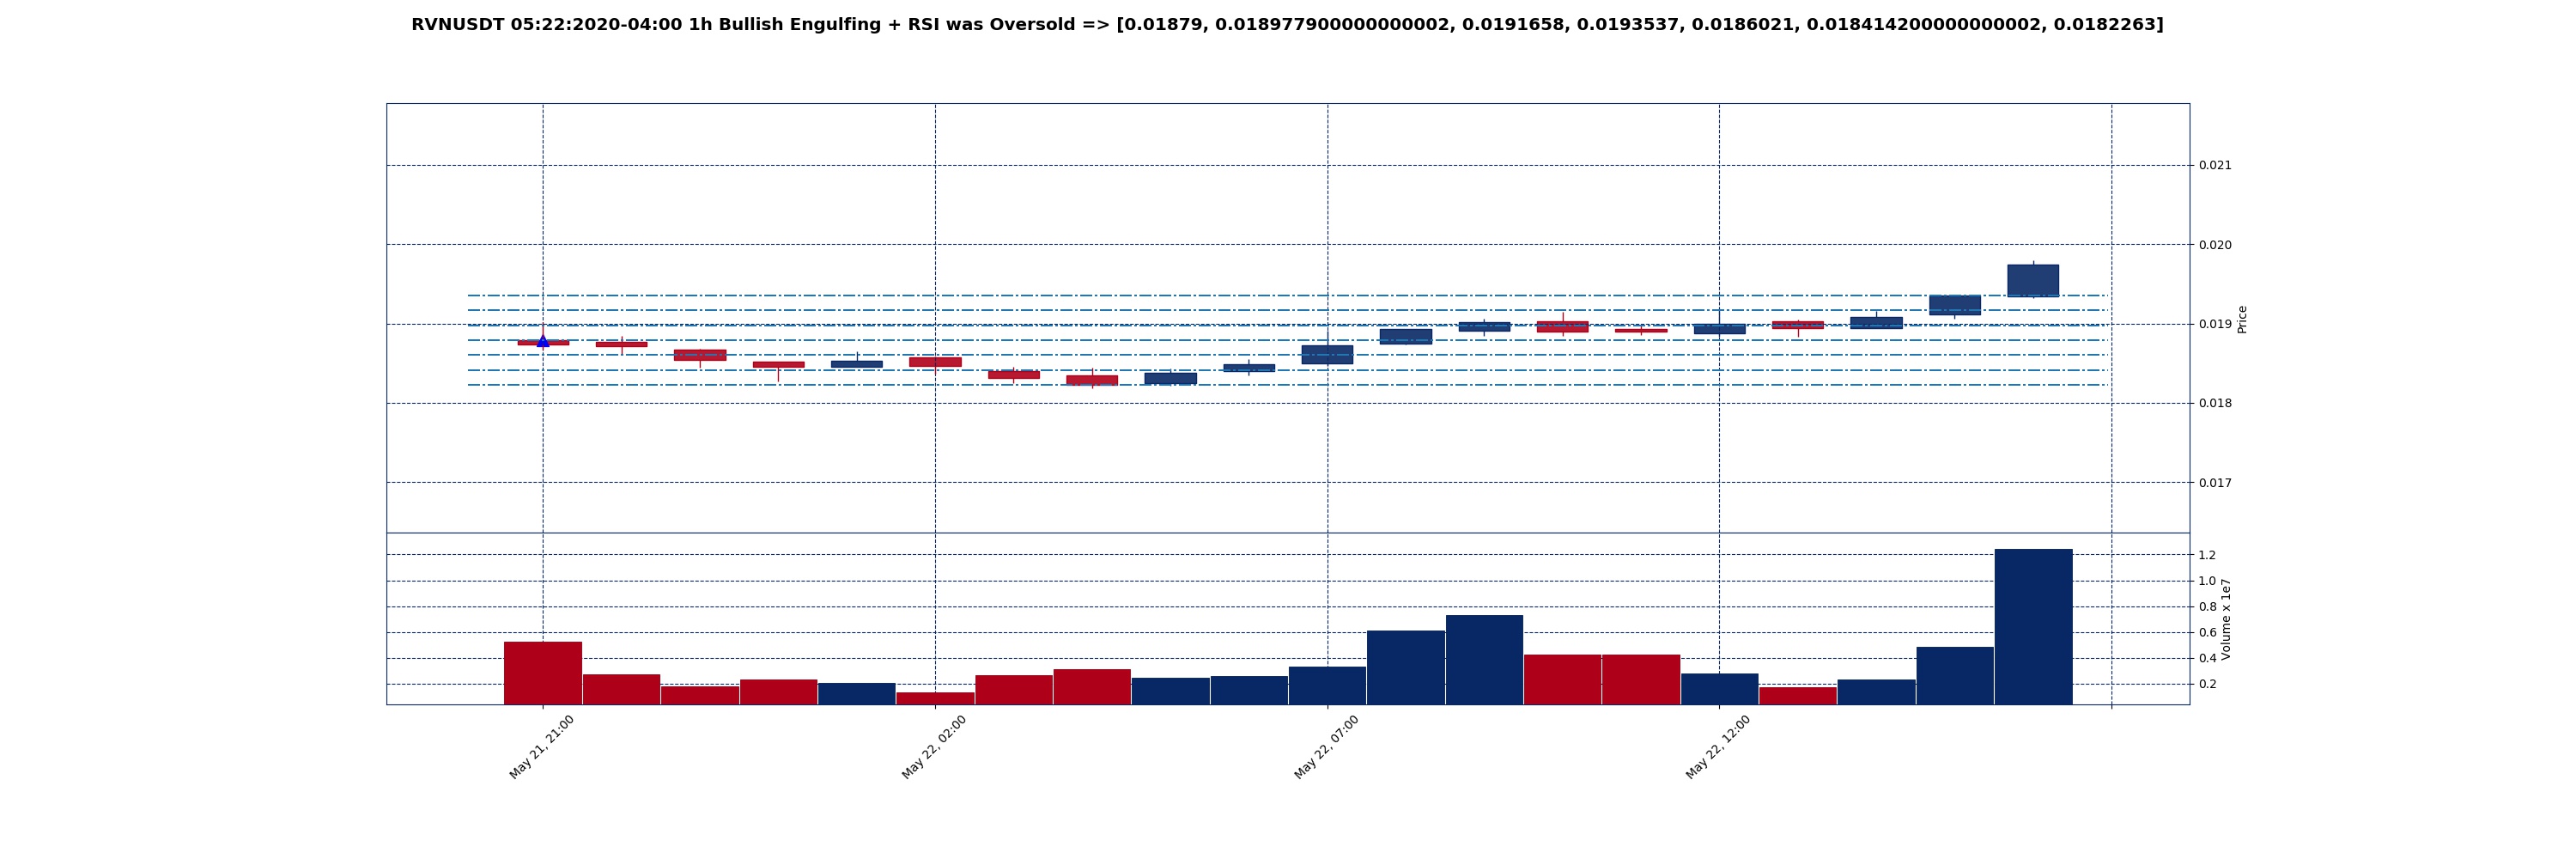 RVNUSDT 05:22:2020-04:00 1h Bullish Engulfing + RSI was Oversold => [0.01879, 0.018977900000000002, 0.0191658, 0.0193537, 0.0186021, 0.018414200000000002, 0.0182263]
0.021
0.020
0.019
0.018
0.017
Price
1.2
1.0
0.8
0.6
0.4
0.2
Volume x 1e7
May 21, 21:00
May 22, 02:00
May 22, 07:00
May 22, 12:00